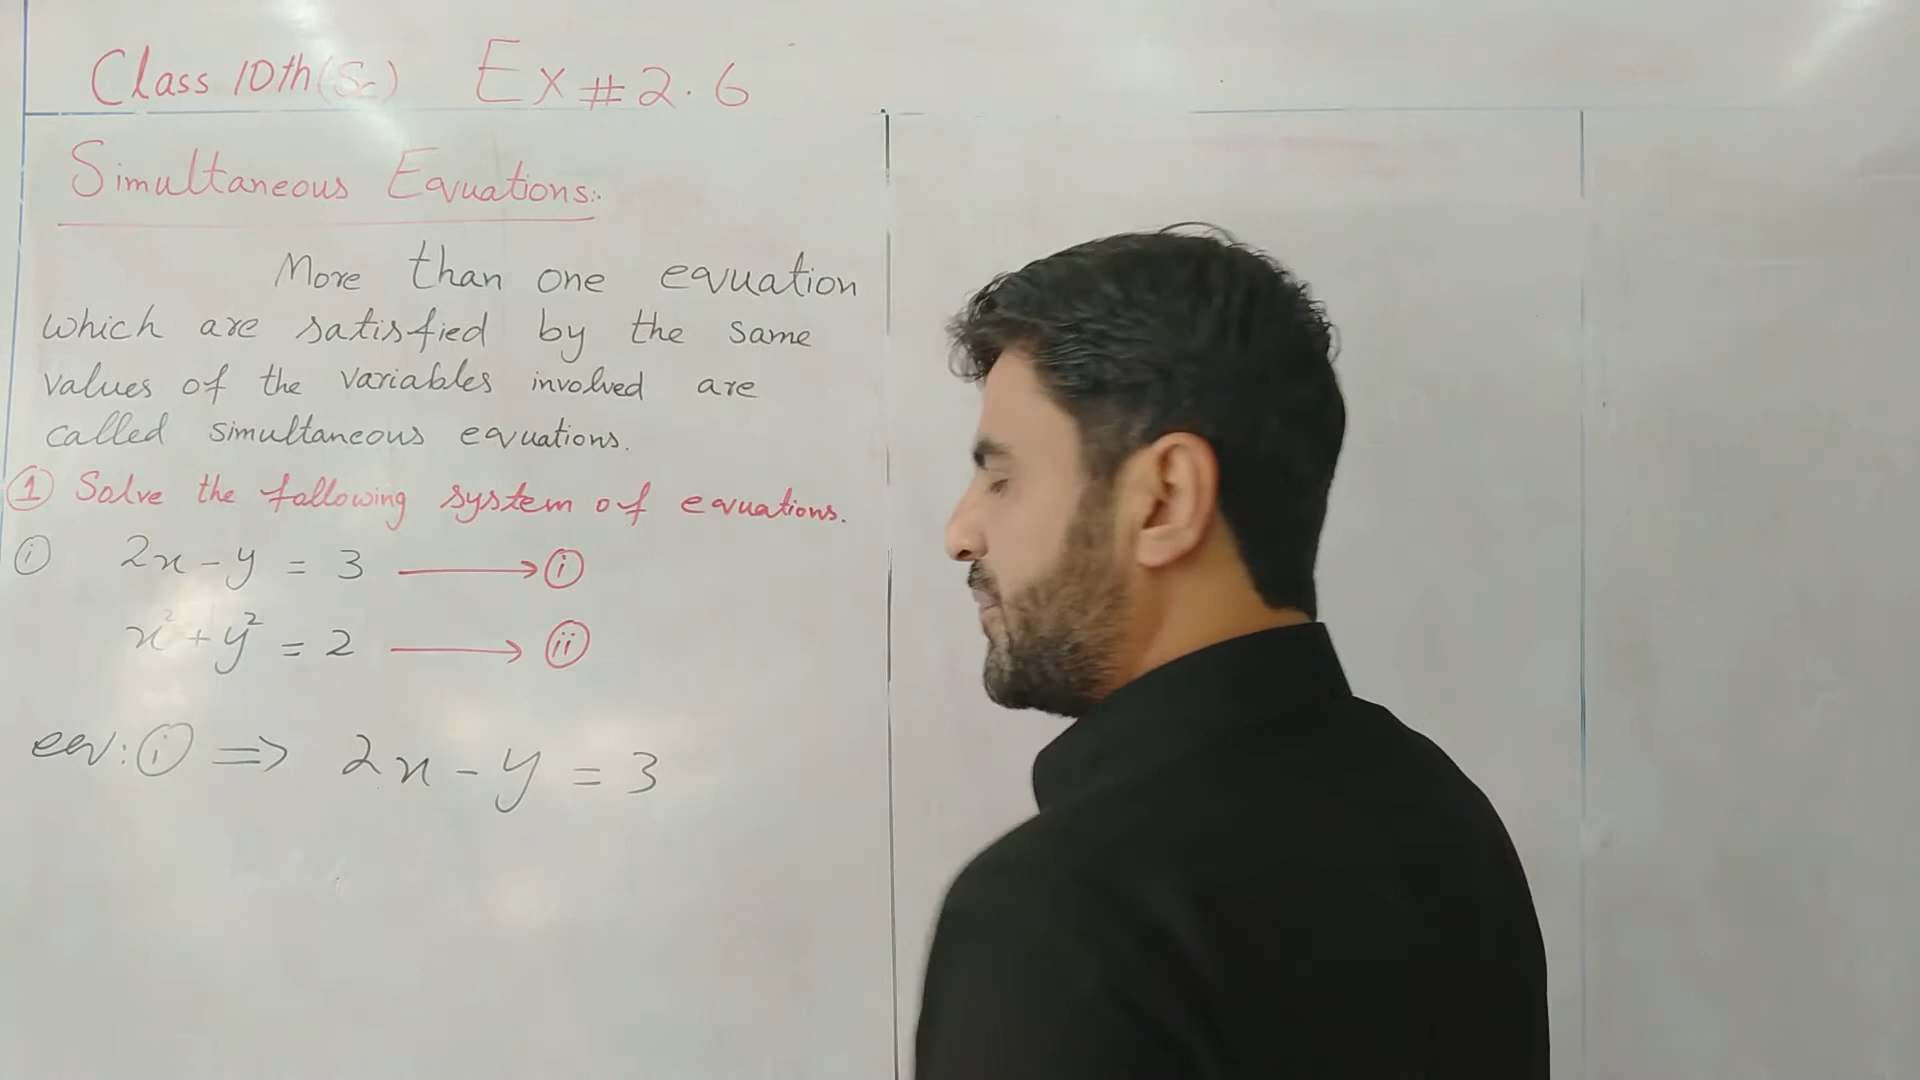 Class 10th (Sc) Ex # 2.6
Simultaneous Equations:
More than one equation
which are satisfied by the same
values of the variables involved are
called simultaneous equations.
① Solve the following system of equations.
ⓘ 2x - y = 3 ⟶ ⓘ
x² + y² = 2 ⟶ ⓘⓘ
eq: ⓘ ⇒ 2x - y = 3